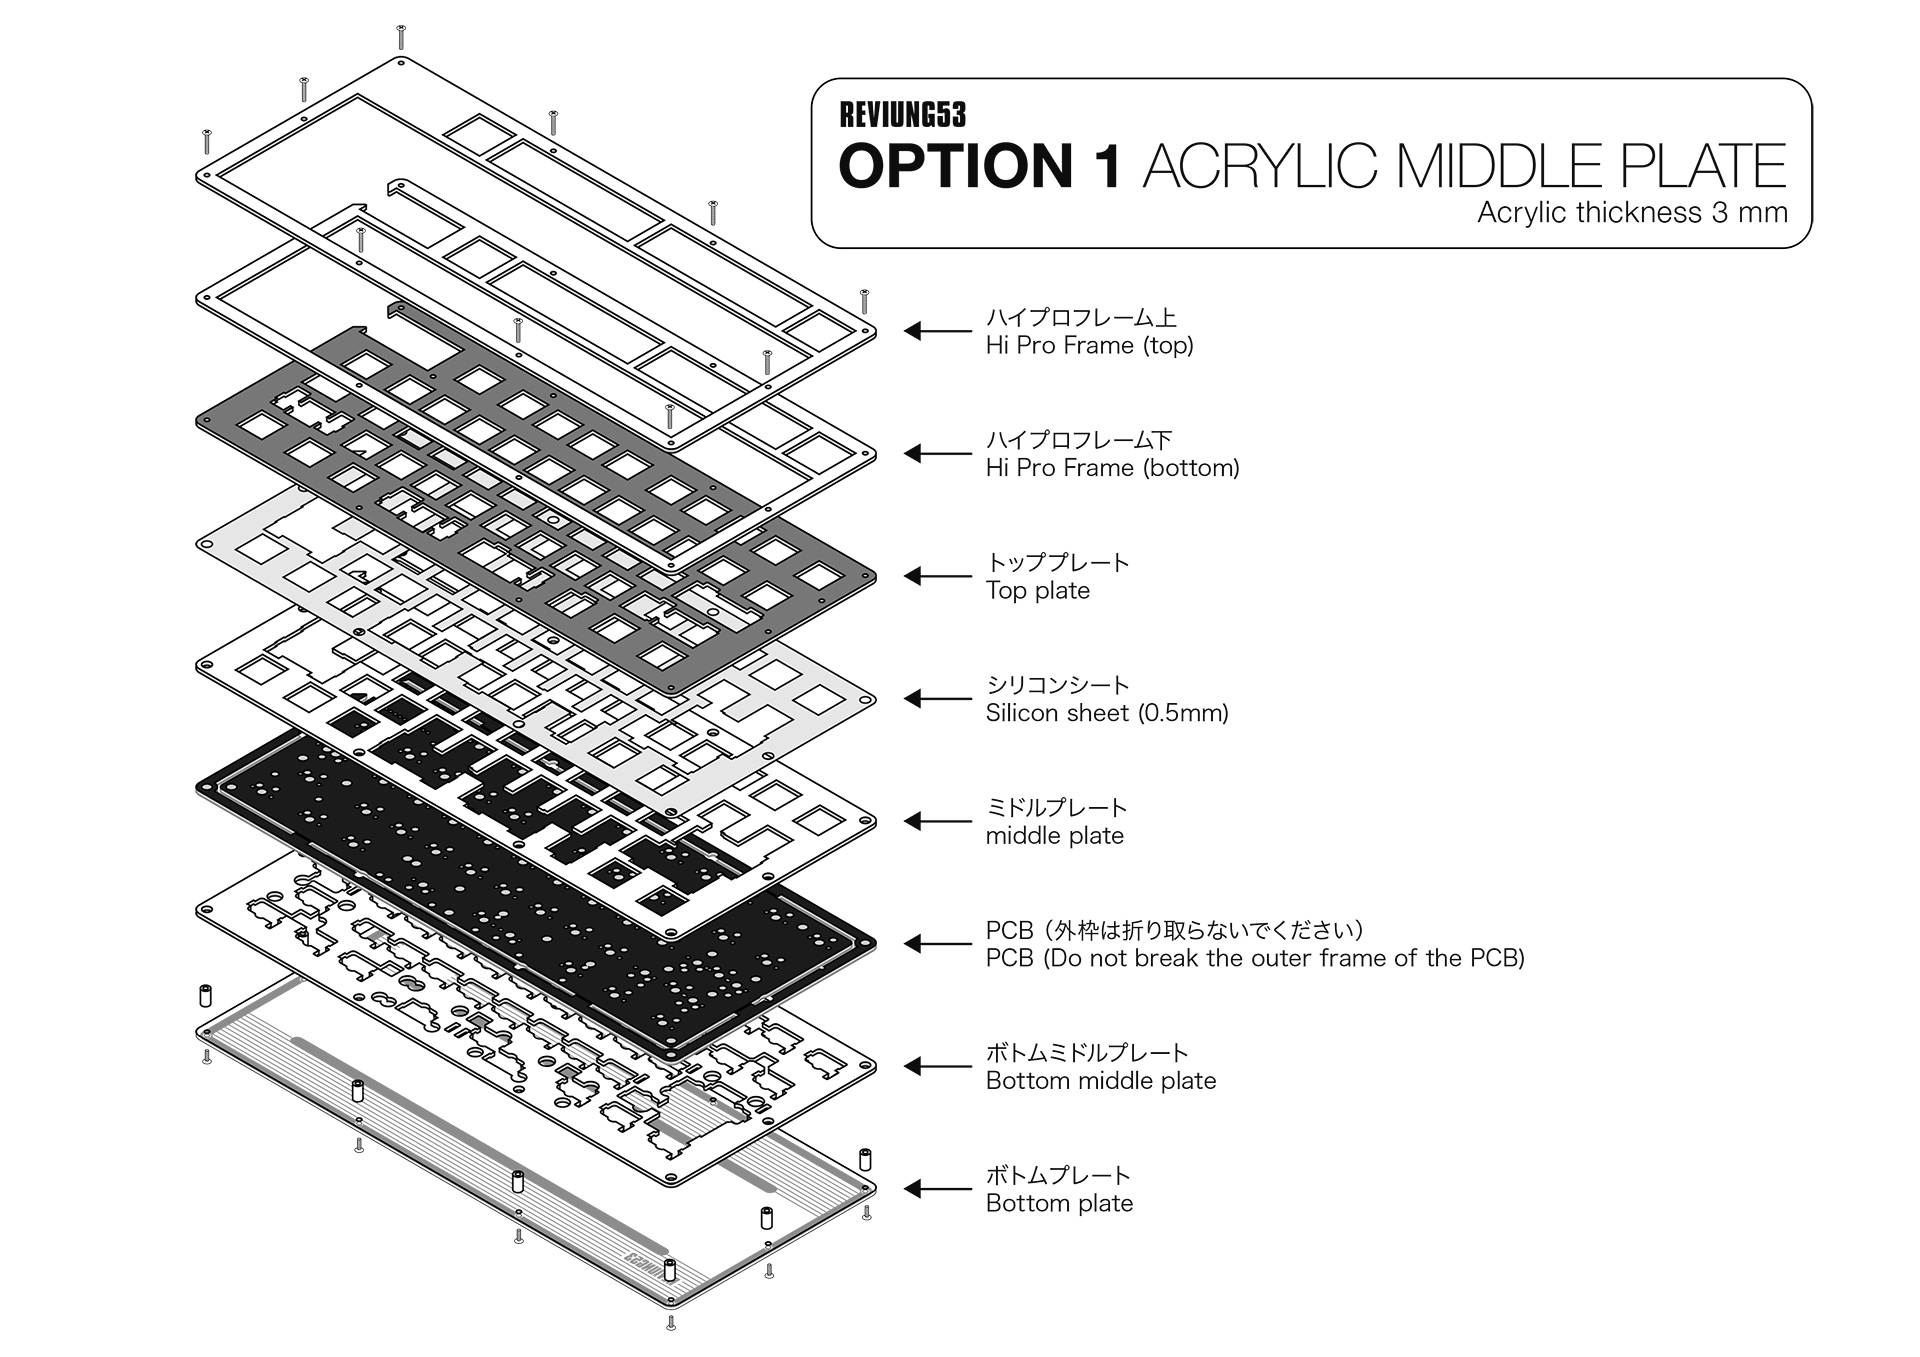 REVIUNG53
OPTION 1 ACRYLIC MIDDLE PLATE
Acrylic thickness 3 mm
ハイプロフレーム上
Hi Pro Frame (top)
ハイプロフレーム下
Hi Pro Frame (bottom)
トッププレート
Top plate
シリコンシート
Silicon sheet (0.5mm)
ミドルプレート
middle plate
PCB（外枠は折り取らないでください）
PCB (Do not break the outer frame of the PCB)
ボトムミドルプレート
Bottom middle plate
ボトムプレート
Bottom plate